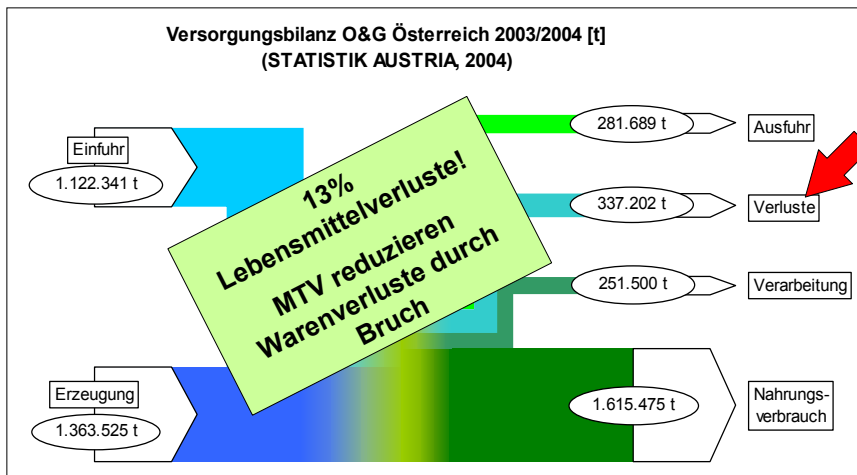 Versorgungsbilanz O&G Österreich 2003/2004 [t]
(STATISTIK AUSTRIA, 2004)
Einfuhr
1.122.341 t
Erzeugung
1.363.525 t
13%
Lebensmittelverluste!
MTV reduzieren
Warenverluste durch
Bruch
281.689 t
Ausfuhr
337.202 t
Verluste
251.500 t
Verarbeitung
1.615.475 t
Nahrungs-
verbrauch